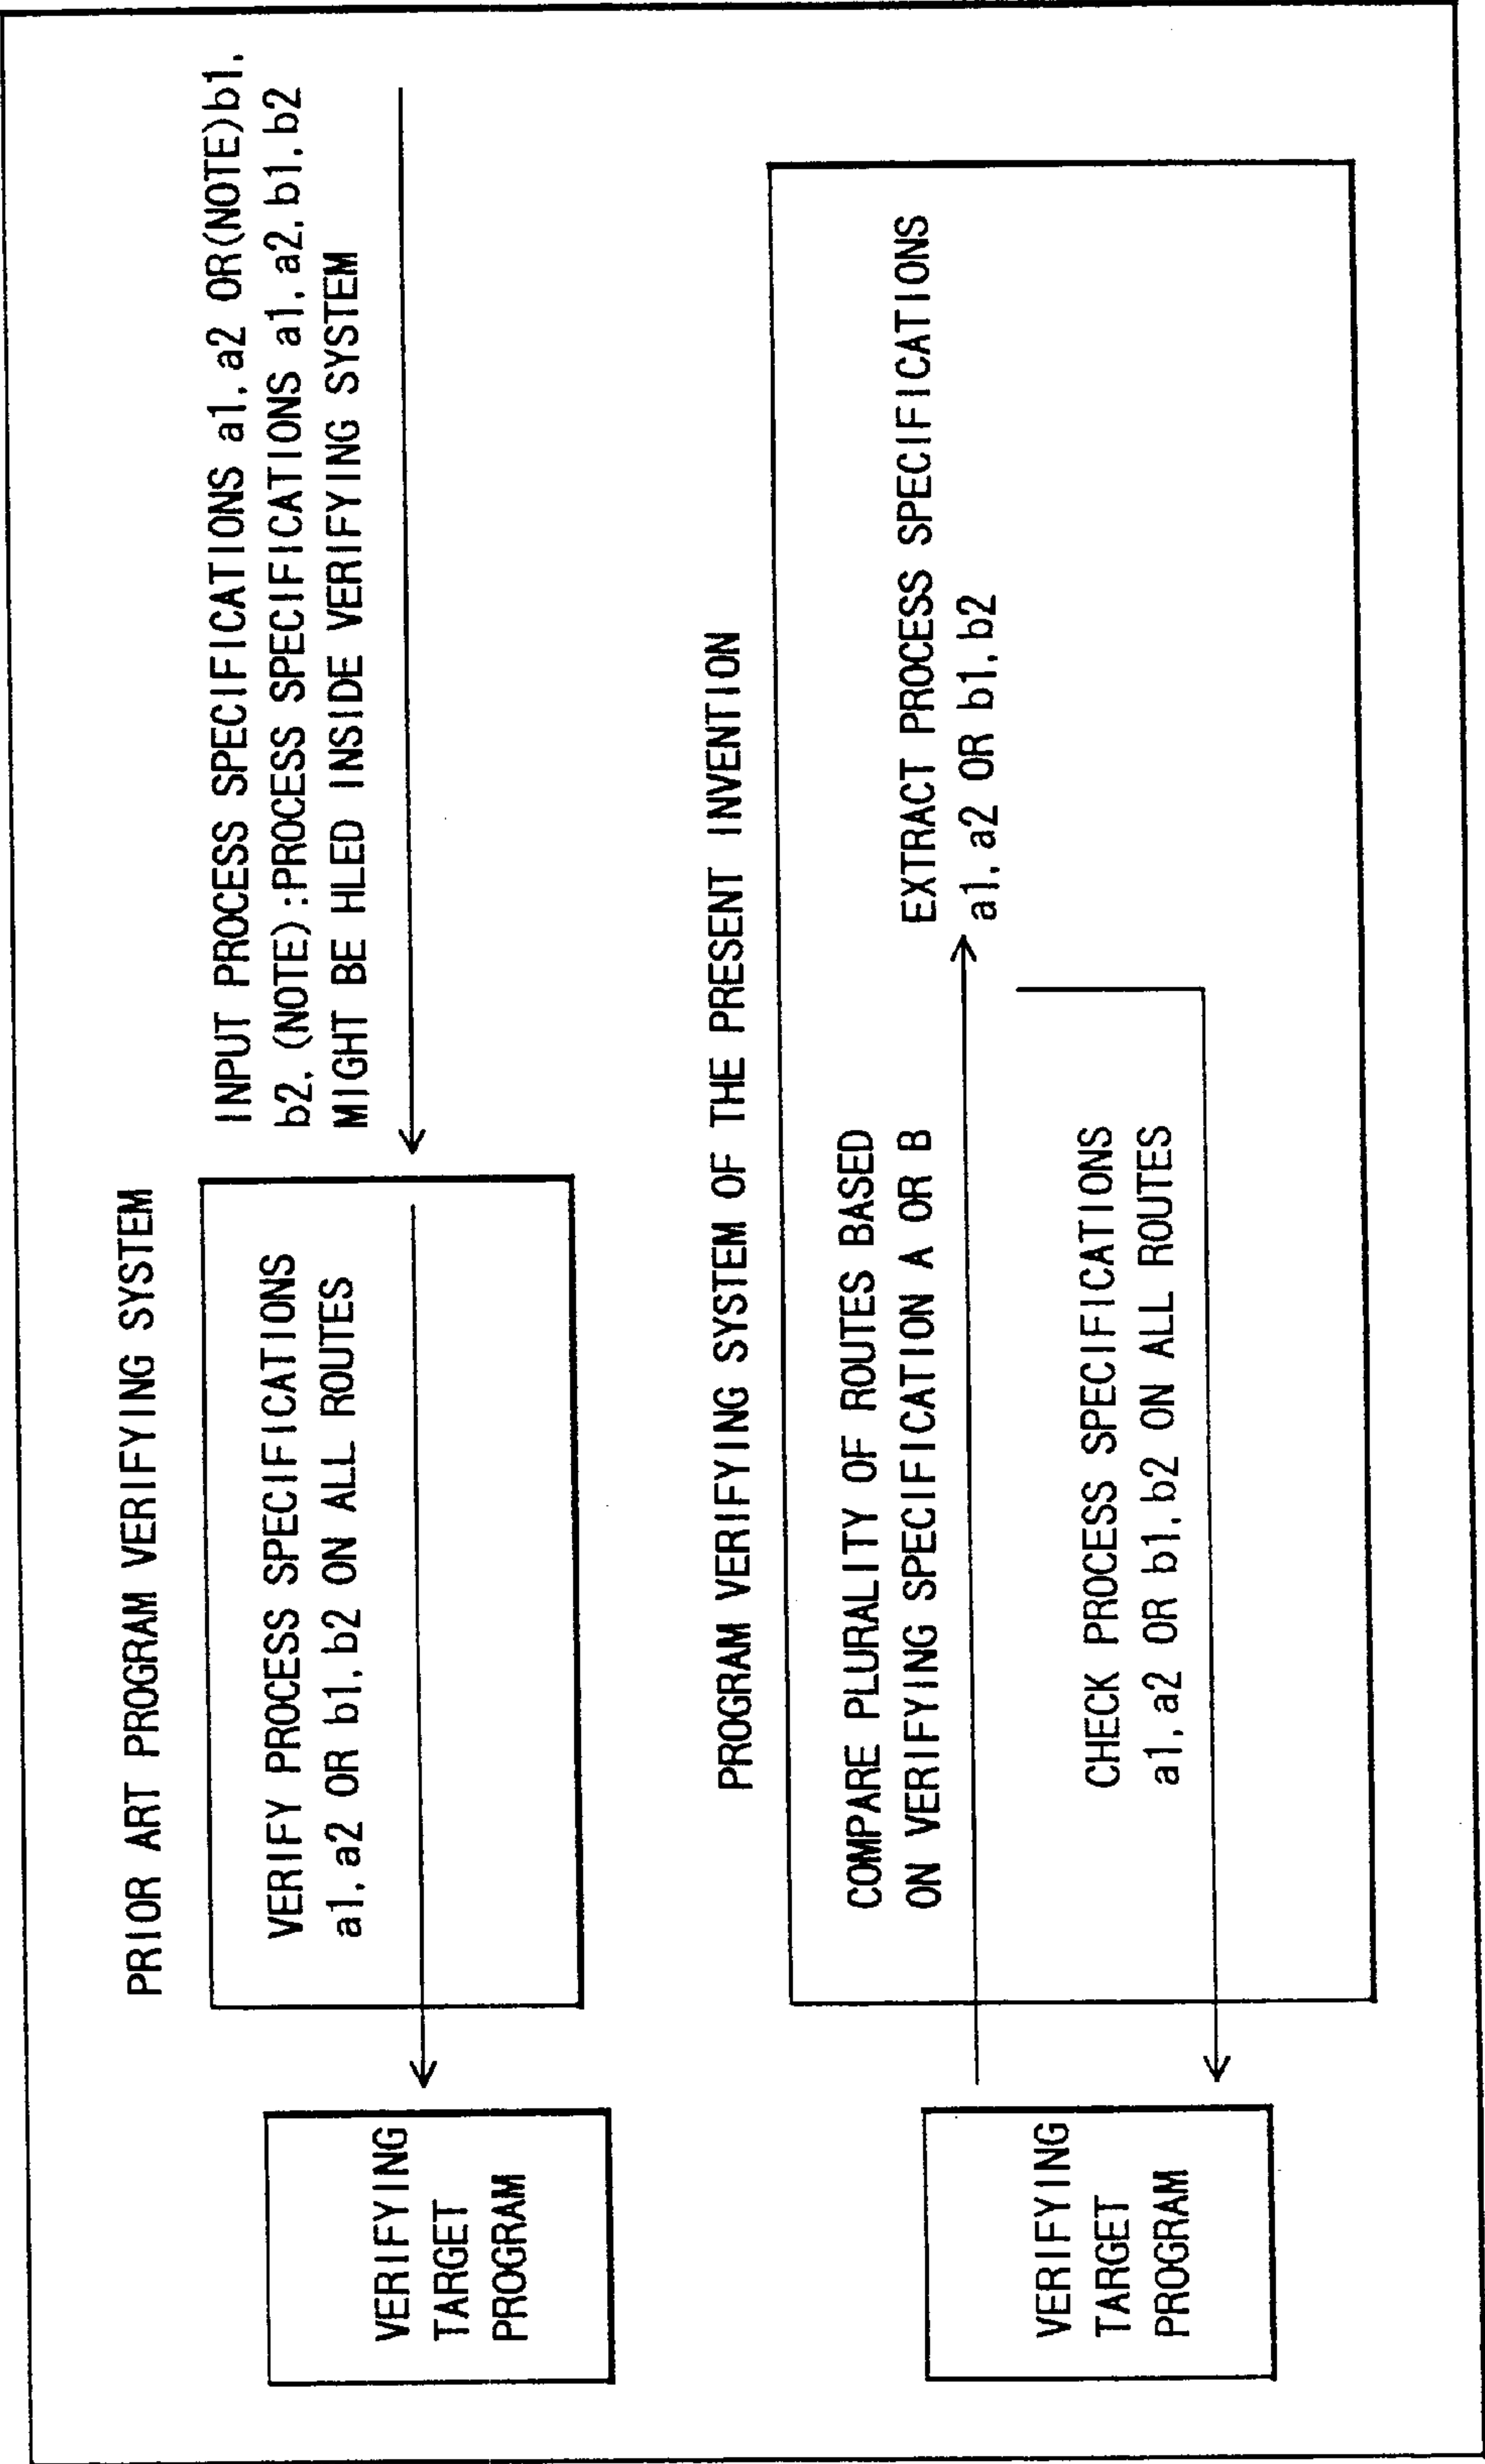 PRIOR ART PROGRAM VERIFYING SYSTEM
INPUT PROCESS SPECIFICATIONS a1, a2 OR(NOTE)b1,
b2, (NOTE):PROCESS SPECIFICATIONS a1, a2, b1, b2
MIGHT BE HLED INSIDE VERIFYING SYSTEM
VERIFY PROCESS SPECIFICATIONS
a1, a2 OR b1, b2 ON ALL ROUTES
VERIFYING
TARGET
PROGRAM
PROGRAM VERIFYING SYSTEM OF THE PRESENT INVENTION
COMPARE PLURALITY OF ROUTES BASED
ON VERIFYING SPECIFICATION A OR B
EXTRACT PROCESS SPECIFICATIONS
a1, a2 OR b1, b2
CHECK PROCESS SPECIFICATIONS
a1, a2 OR b1, b2 ON ALL ROUTES
VERIFYING
TARGET
PROGRAM